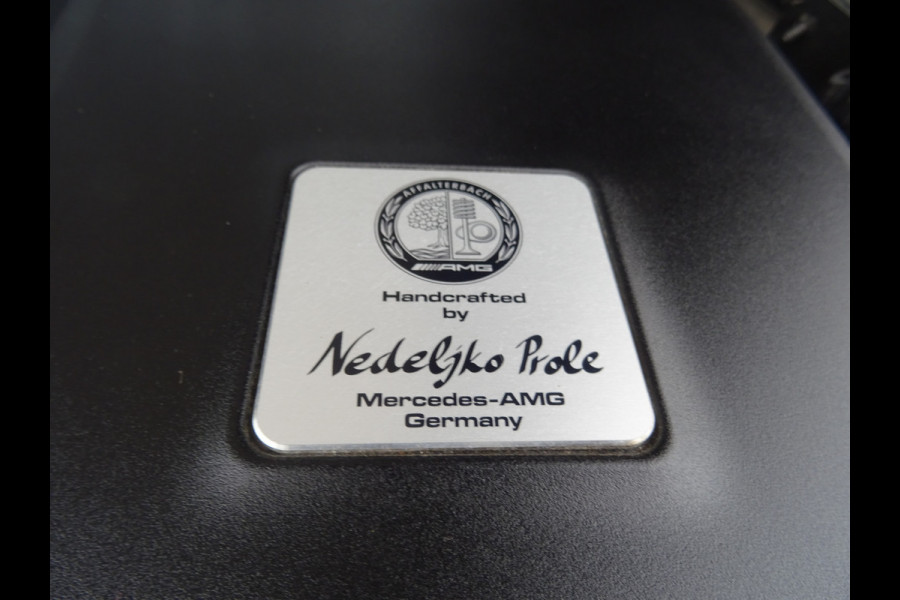 AFFALTERBACH
AMG
Handcrafted
by
Nedeljko Prole
Mercedes-AMG
Germany